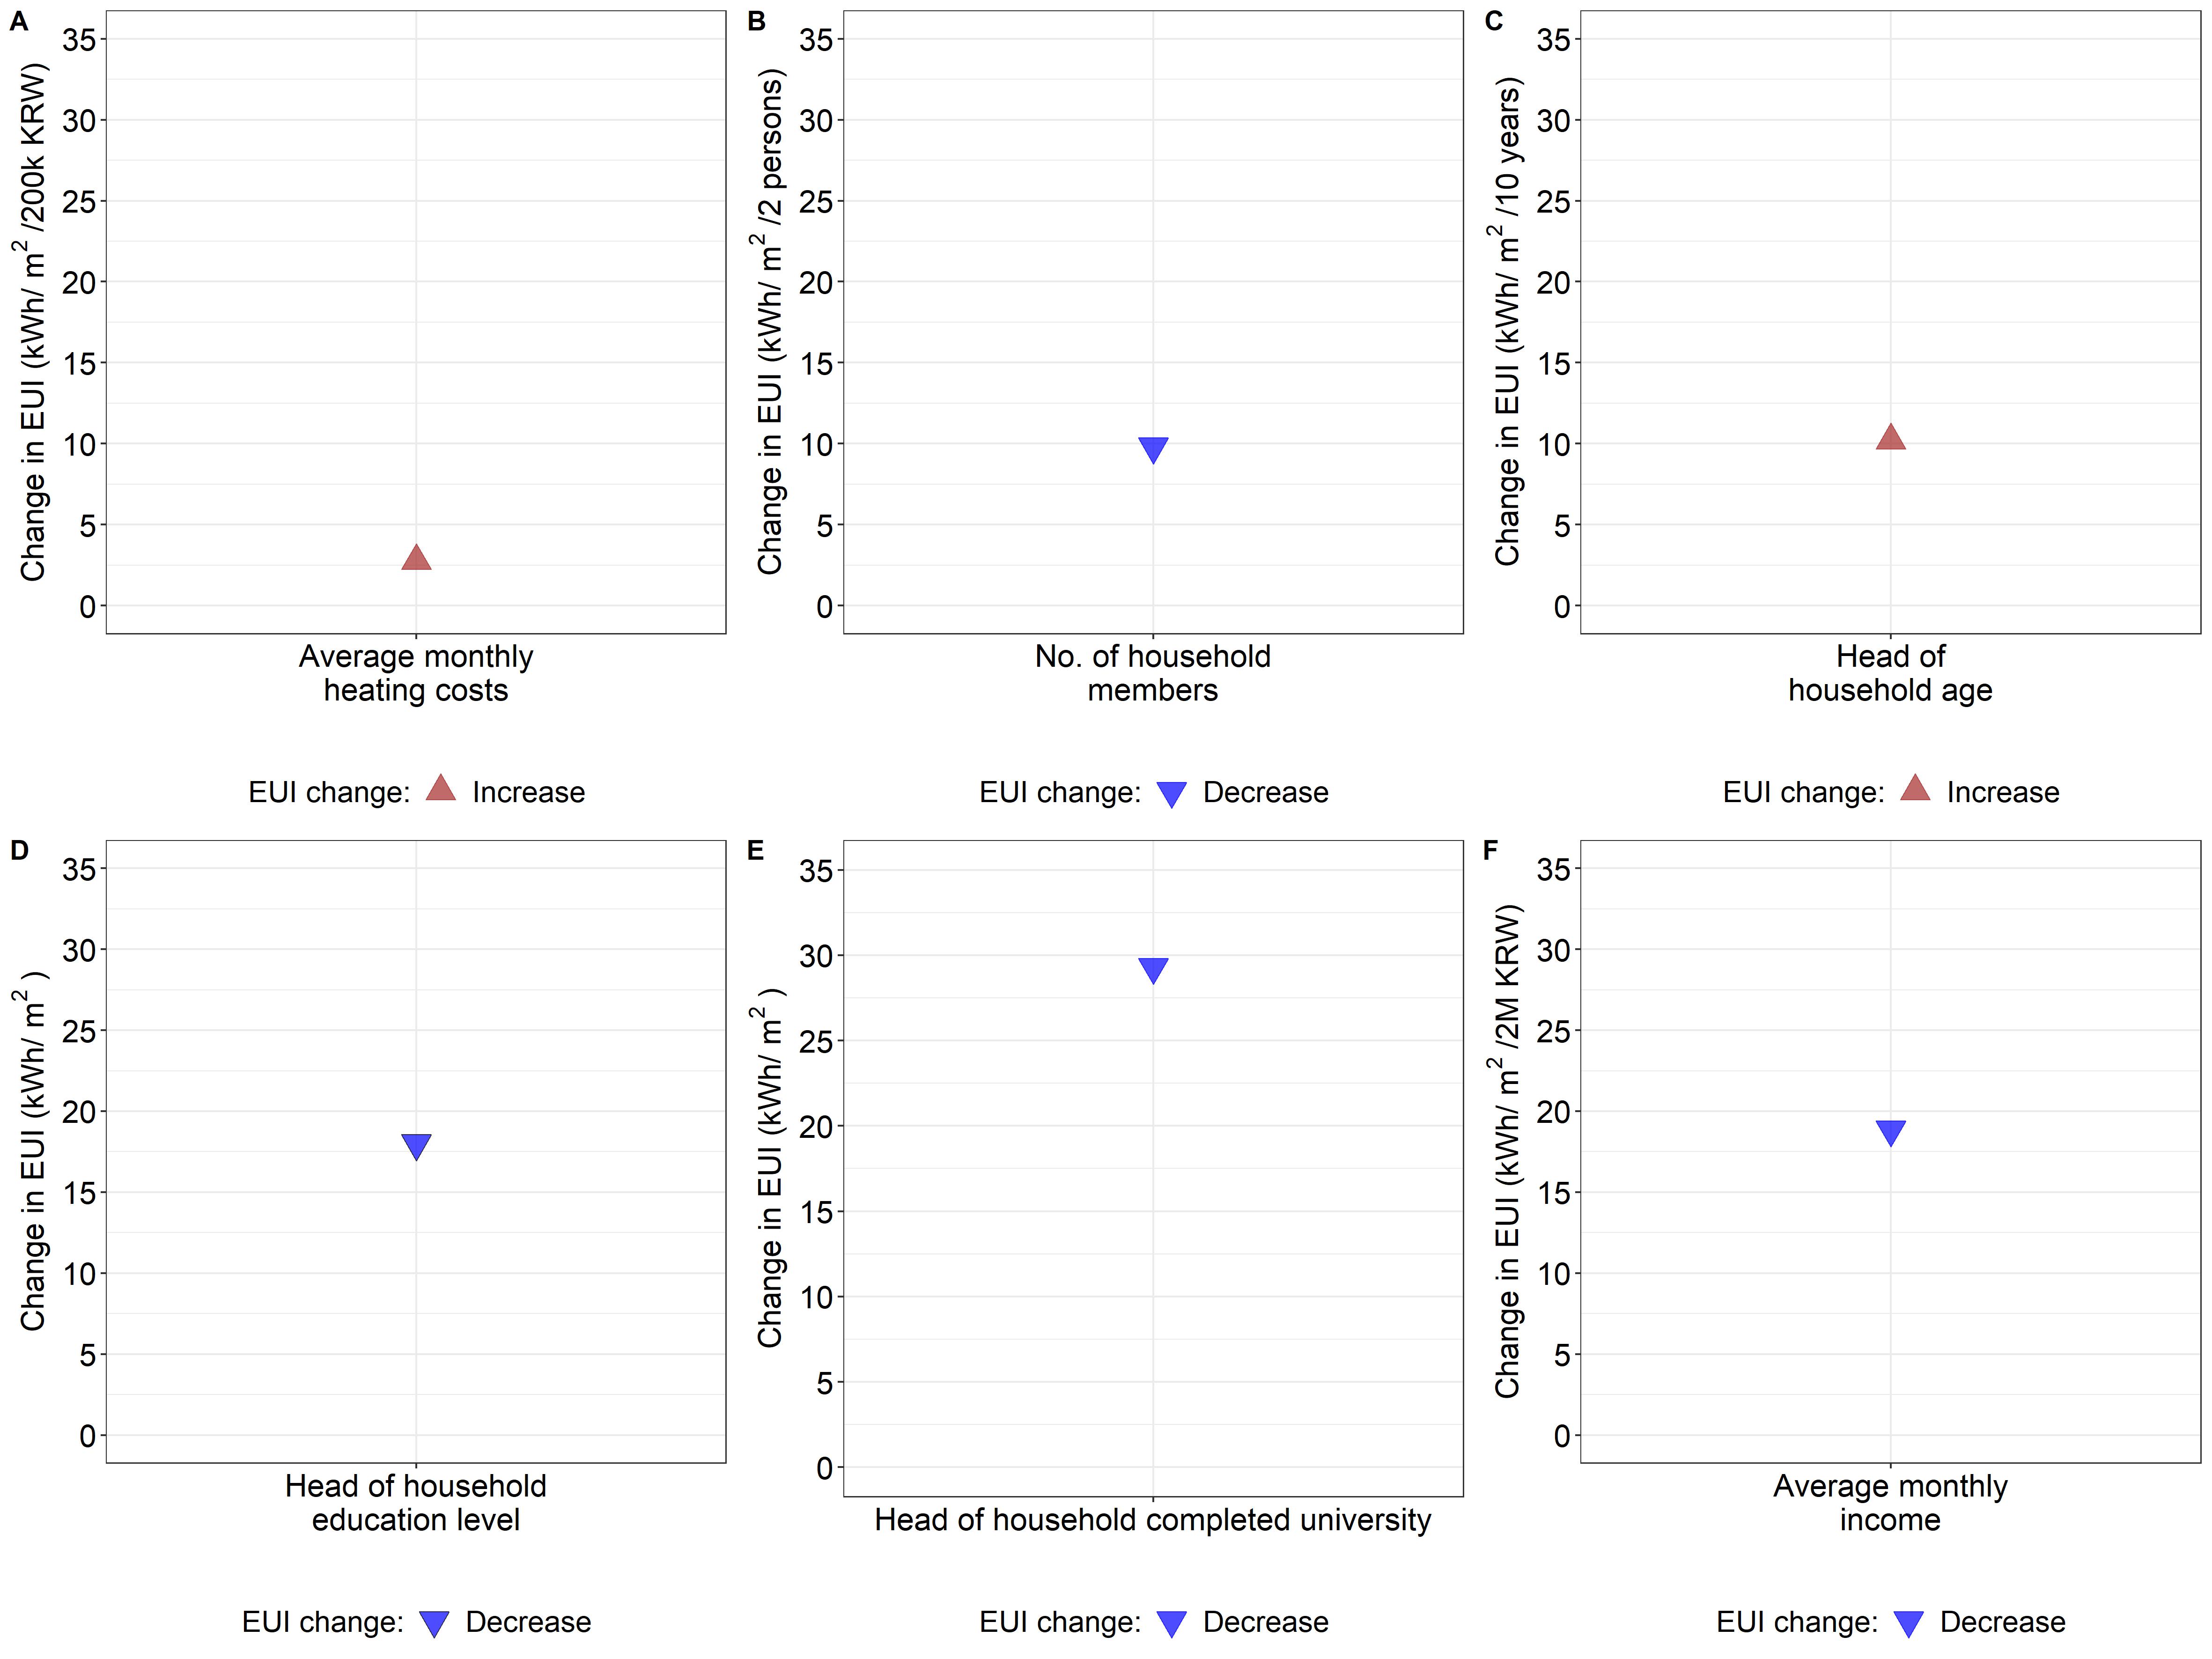 A
Change in EUI (kWh/ m2 /200k KRW)
35
30
25
20
15
10
5
0
Average monthly
heating costs
EUI change: Increase
B
Change in EUI (kWh/ m2 /2 persons)
35
30
25
20
15
10
5
0
No. of household
members
EUI change: Decrease
C
Change in EUI (kWh/ m2 /10 years)
35
30
25
20
15
10
5
0
Head of
household age
EUI change: Increase
D
Change in EUI (kWh/ m2 )
35
30
25
20
15
10
5
0
Head of household
education level
EUI change: Decrease
E
Change in EUI (kWh/ m2 )
35
30
25
20
15
10
5
0
Head of household completed university
EUI change: Decrease
F
Change in EUI (kWh/ m2 /2M KRW)
35
30
25
20
15
10
5
0
Average monthly
income
EUI change: Decrease